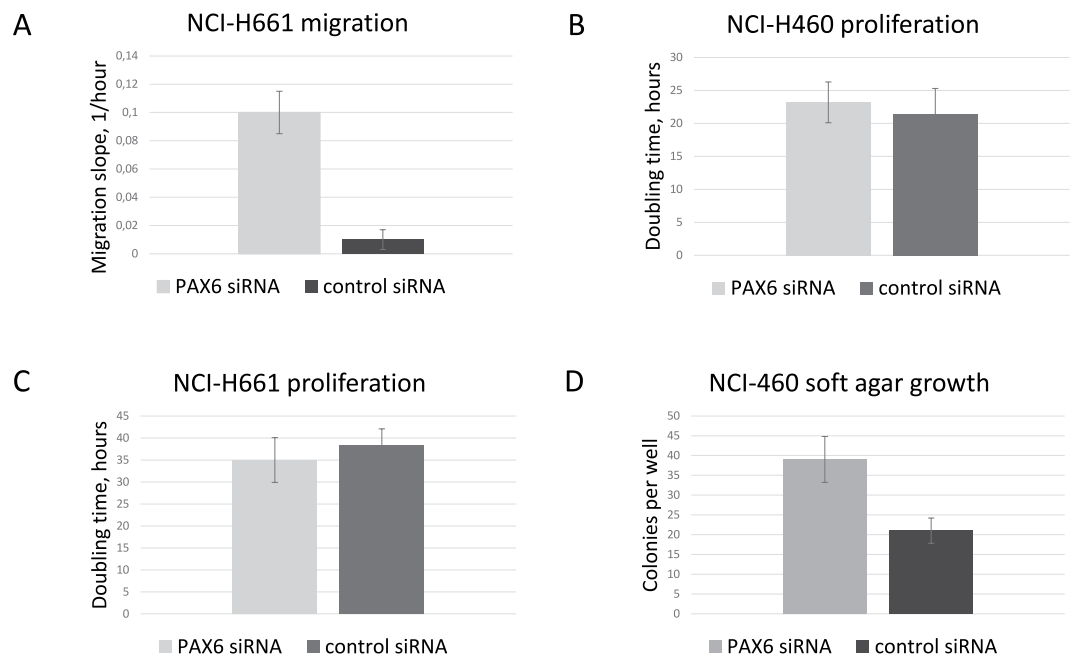 A
NCI-H661 migration
Migration slope, 1/hour
0,14
0,12
0,1
0,08
0,06
0,04
0,02
0
PAX6 siRNA
control siRNA
B
NCI-H460 proliferation
Doubling time, hours
30
25
20
15
10
5
0
PAX6 siRNA
control siRNA
C
NCI-H661 proliferation
Doubling time, hours
45
40
35
30
25
20
15
10
5
0
PAX6 siRNA
control siRNA
D
NCI-460 soft agar growth
Colonies per well
50
45
40
35
30
25
20
15
10
5
0
PAX6 siRNA
control siRNA